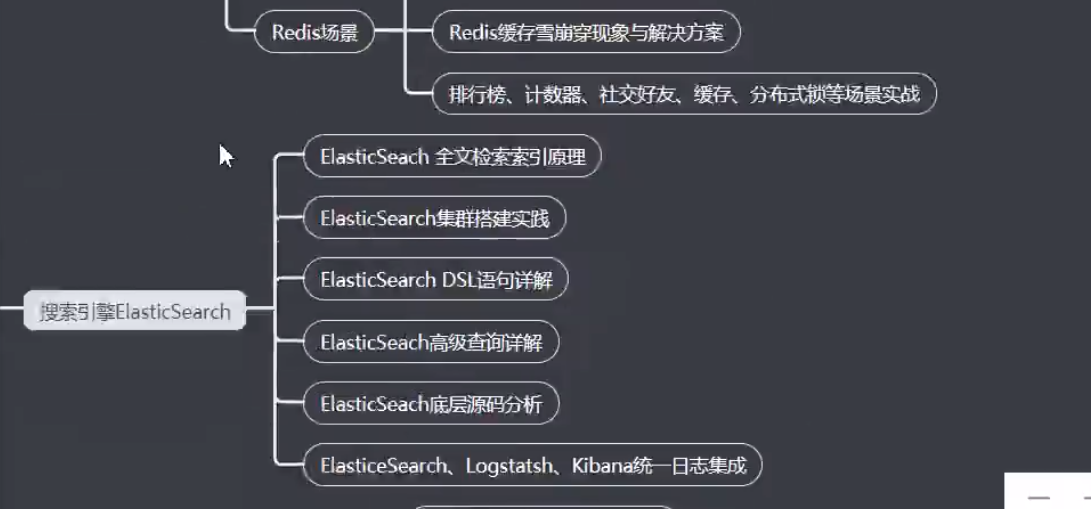 Redis场景
Redis缓存雪崩穿现象与解决方案
排行榜、计数器、社交好友、缓存、分布式锁等场景实战
搜索引擎ElasticSearch
ElasticSeach 全文检索索引原理
ElasticSearch集群搭建实践
ElasticSearch DSL语句详解
ElasticSeach高级查询详解
ElasticSeach底层源码分析
ElasticeSearch、Logstatsh、Kibana统一日志集成